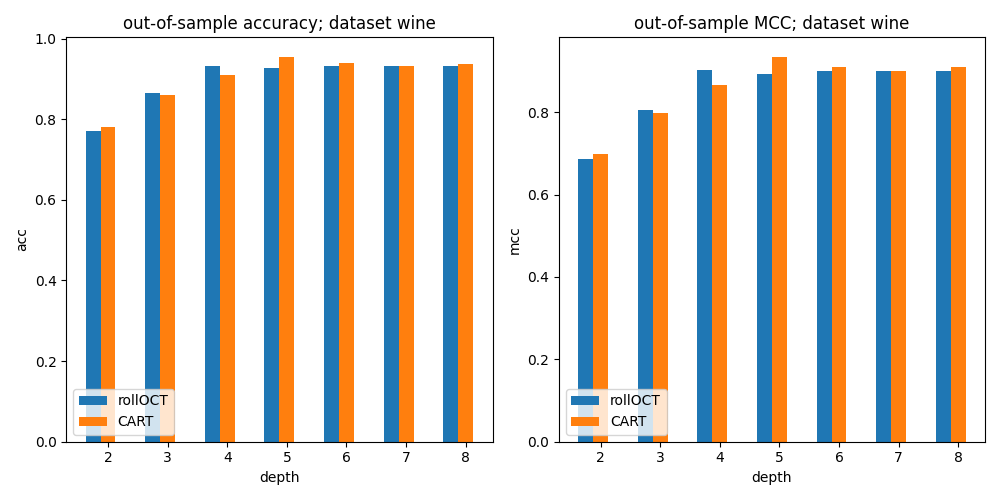 out-of-sample accuracy; dataset wine
1.0
0.8
0.6
0.4
0.2
0.0
acc
rollOCT
CART
2 3 4 5 6 7 8
depth
out-of-sample MCC; dataset wine
0.8
0.6
0.4
0.2
0.0
mcc
rollOCT
CART
2 3 4 5 6 7 8
depth